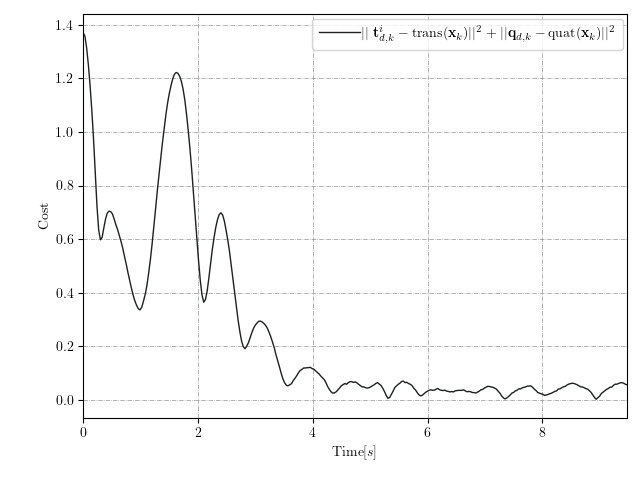 1.4
|| t^i_{d,k} − trans(x_k)||^2 + ||q_{d,k} − quat(x_k)||^2
1.2
1.0
0.8
Cost
0.6
0.4
0.2
0.0
0 2 4 6 8
Time[s]